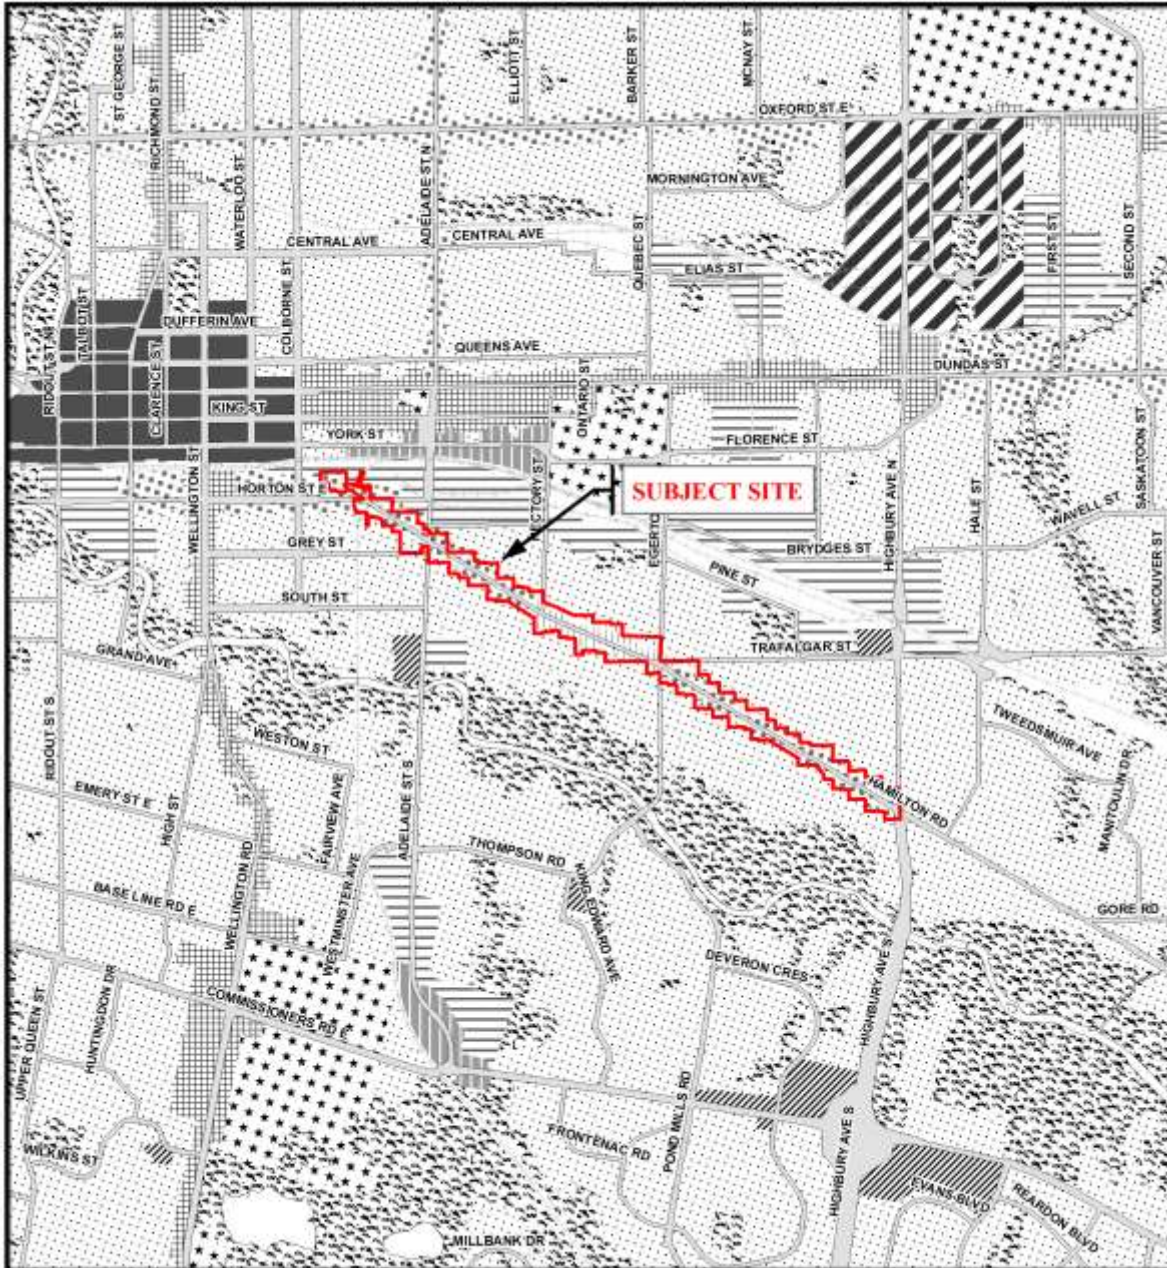 ST GEORGE ST
RICHMOND ST
WATERLOO ST
ELLIOTT ST
BARKER ST
MCNAY ST
OXFORD ST E
ADELAIDE ST N
MORNINGTON AVE
CENTRAL AVE
CENTRAL AVE
QUEBEC ST
ELIAS ST
FIRST ST
SECOND ST
TALBOT ST
DUFFERIN AVE
COLBORNE ST
QUEENS AVE
DUNDAS ST
RIDOUT ST N
CLARENCE ST
KING ST
ONTARIO ST
YORK ST
FLORENCE ST
SASKATOON ST
WELLINGTON ST
HORTON ST E
SUBJECT SITE
HIGHBURY AVE N
HALE ST
WAVELL ST
GREY ST
BRYDGES ST
PINE ST
VANCOUVER ST
SOUTH ST
GRAND AVE
TRAFALGAR ST
RIDOUT ST S
WESTON ST
TWEEDSMUIR AVE
MANITOULIN DR
EMERY ST E
HIGH ST
FAIRVIEW AVE
ADELAIDE ST S
HAMILTON RD
THOMPSON RD
KING EDWARD AVE
BASE LINE RD E
WELLINGTON RD
WESTMINSTER AVE
GORE RD
DEVERON CRES
HIGHBURY AVE S
UPPER QUEEN ST
HUNTINGDON DR
COMMISSIONERS RD E
POND MILLS RD
FRONTENAC RD
WILKINS ST
HIGHBURY AVE S
EVANS BLVD
REARDON BLVD
MILLBANK DR